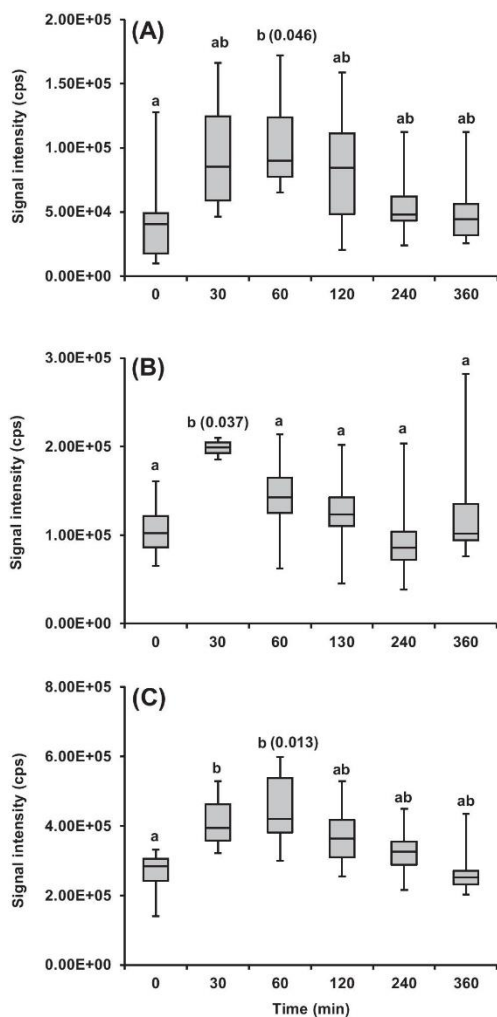 (A)
Signal intensity (cps)
2.00E+05
1.50E+05
1.00E+05
5.00E+04
0.00E+00
a
ab
b (0.046)
ab
ab
ab
0 30 60 120 240 360
(B)
Signal intensity (cps)
3.00E+05
2.00E+05
1.00E+05
0.00E+00
a
b (0.037)
a
a
a
a
0 30 60 130 240 360
(C)
Signal intensity (cps)
8.00E+05
6.00E+05
4.00E+05
2.00E+05
0.00E+00
a
b
b (0.013)
ab
ab
ab
0 30 60 120 240 360
Time (min)